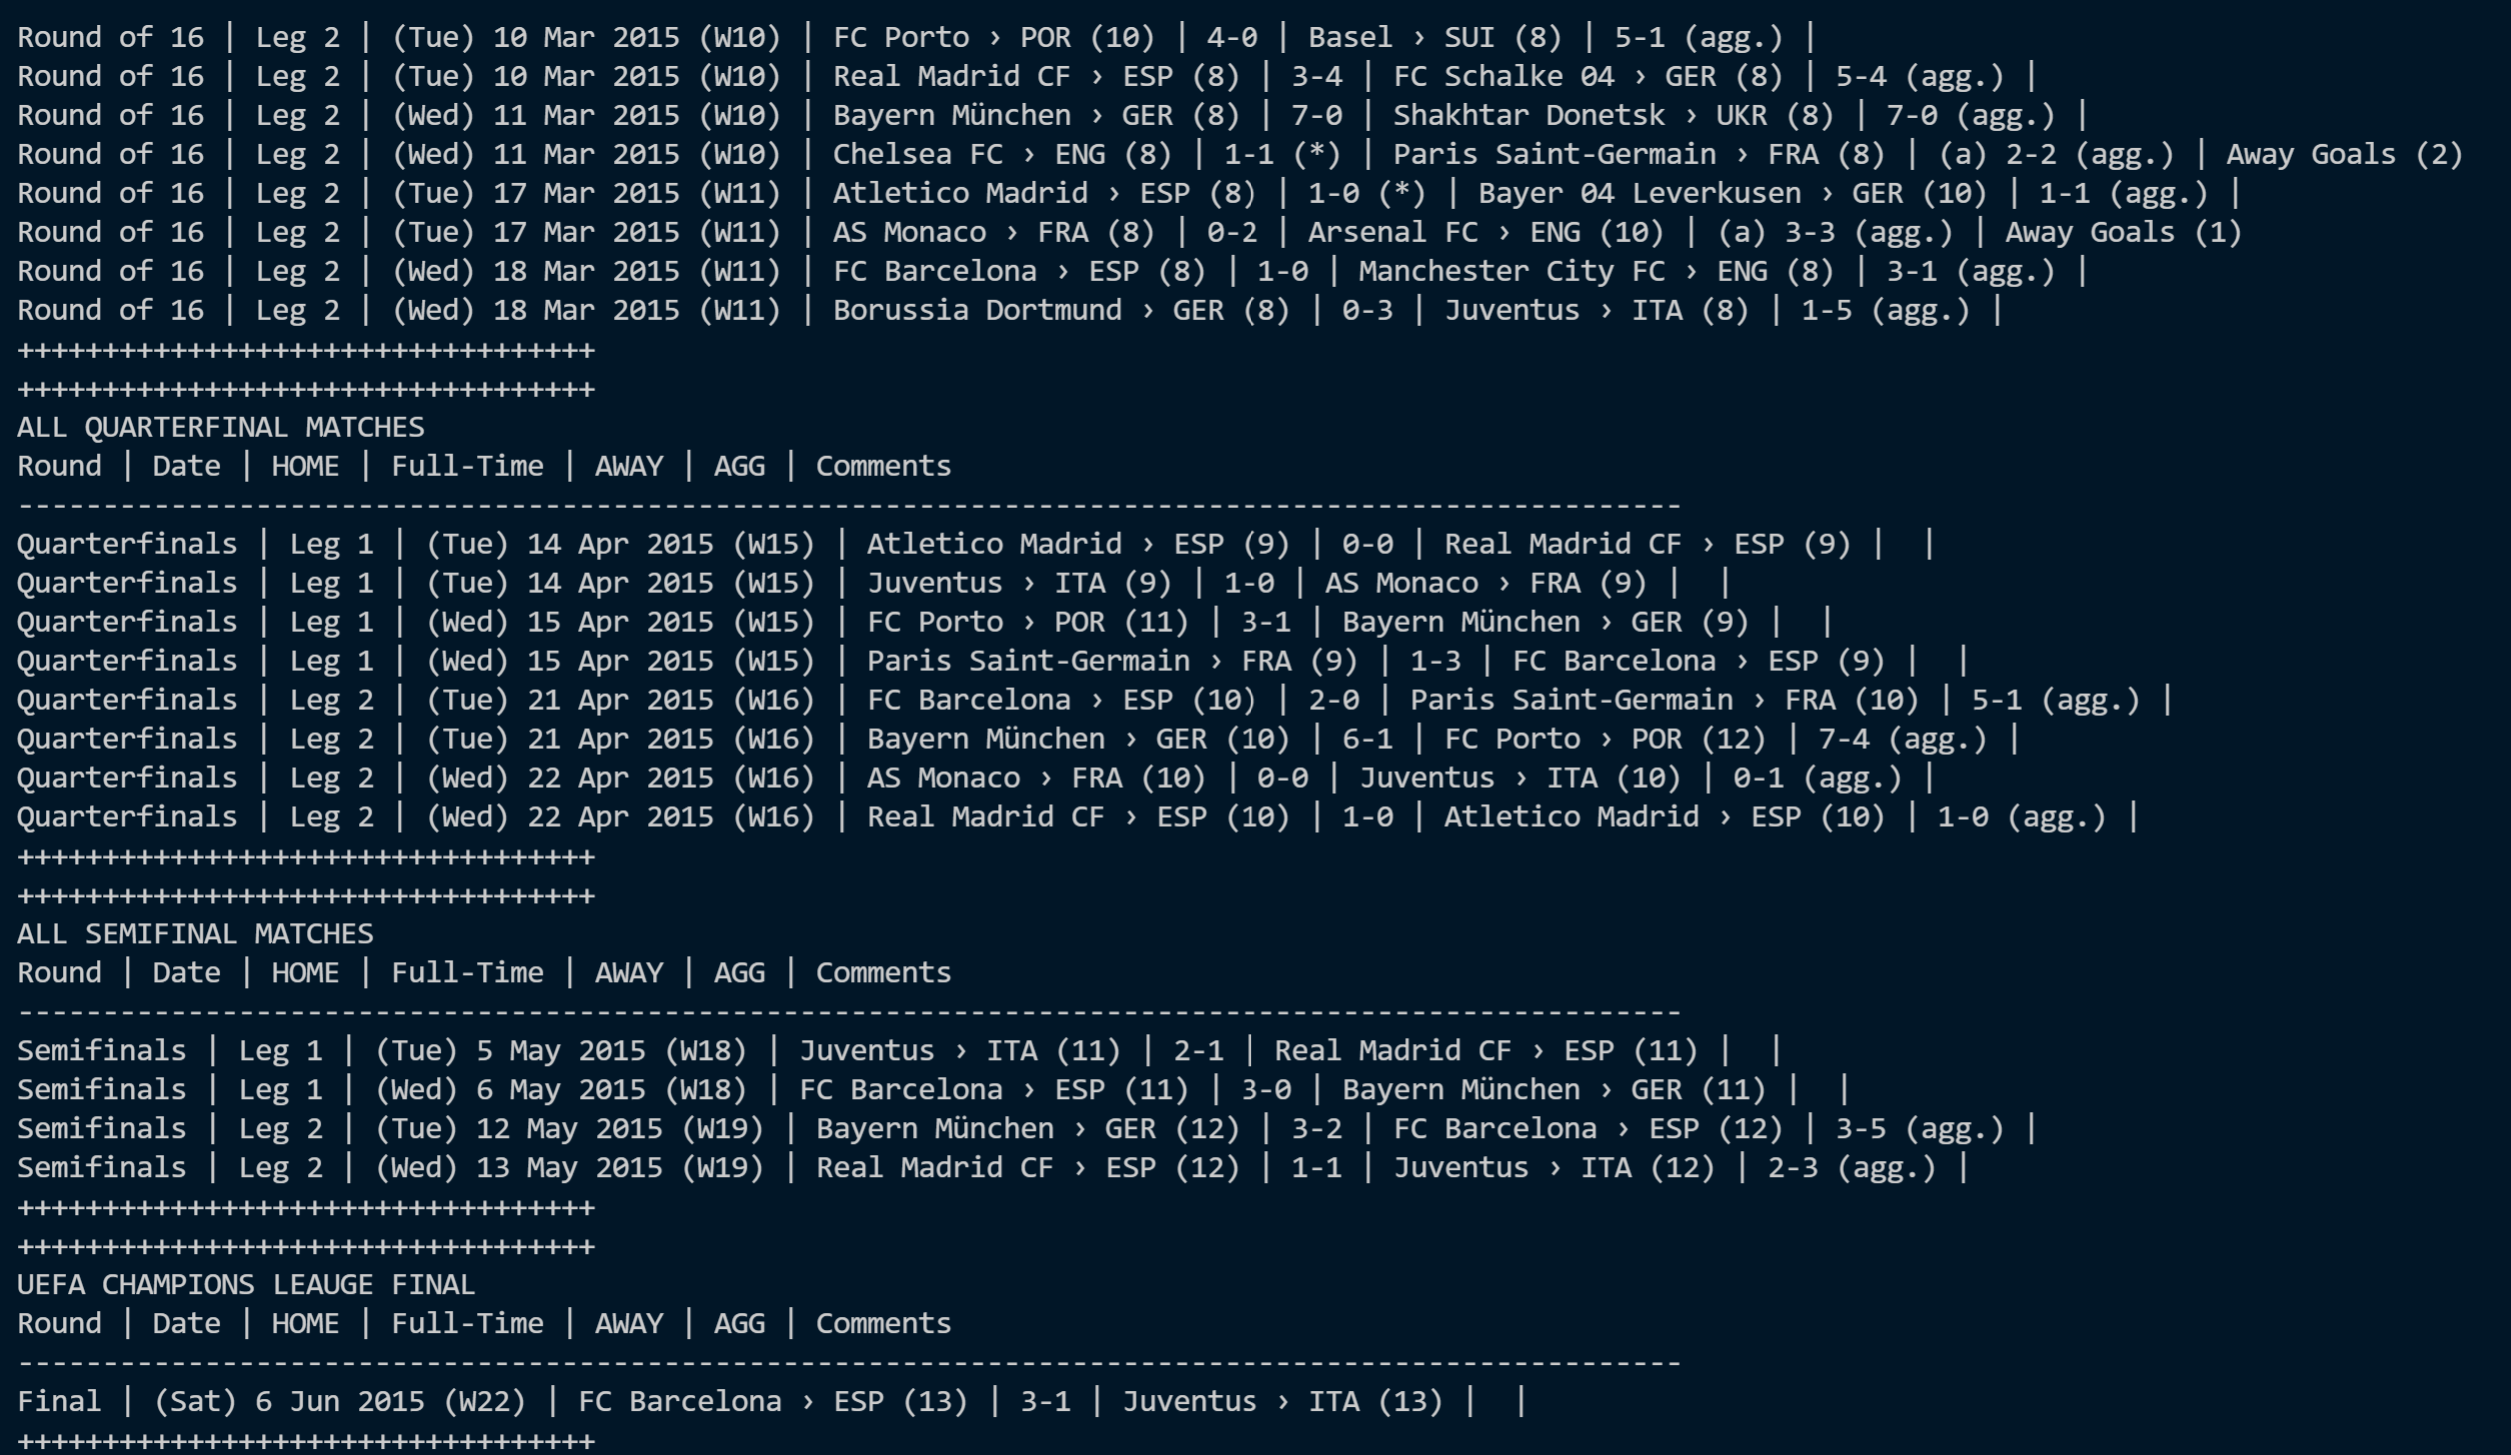 Round of 16 | Leg 2 | (Tue) 10 Mar 2015 (W10) | FC Porto › POR (10) | 4-0 | Basel › SUI (8) | 5-1 (agg.) |
Round of 16 | Leg 2 | (Tue) 10 Mar 2015 (W10) | Real Madrid CF › ESP (8) | 3-4 | FC Schalke 04 › GER (8) | 5-4 (agg.) |
Round of 16 | Leg 2 | (Wed) 11 Mar 2015 (W10) | Bayern München › GER (8) | 7-0 | Shakhtar Donetsk › UKR (8) | 7-0 (agg.) |
Round of 16 | Leg 2 | (Wed) 11 Mar 2015 (W10) | Chelsea FC › ENG (8) | 1-1 (*) | Paris Saint-Germain › FRA (8) | (a) 2-2 (agg.) | Away Goals (2)
Round of 16 | Leg 2 | (Tue) 17 Mar 2015 (W11) | Atletico Madrid › ESP (8) | 1-0 (*) | Bayer 04 Leverkusen › GER (10) | 1-1 (agg.) |
Round of 16 | Leg 2 | (Tue) 17 Mar 2015 (W11) | AS Monaco › FRA (8) | 0-2 | Arsenal FC › ENG (10) | (a) 3-3 (agg.) | Away Goals (1)
Round of 16 | Leg 2 | (Wed) 18 Mar 2015 (W11) | FC Barcelona › ESP (8) | 1-0 | Manchester City FC › ENG (8) | 3-1 (agg.) |
Round of 16 | Leg 2 | (Wed) 18 Mar 2015 (W11) | Borussia Dortmund › GER (8) | 0-3 | Juventus › ITA (8) | 1-5 (agg.) |
++++++++++++++++++++++++++++++++++
++++++++++++++++++++++++++++++++++
ALL QUARTERFINAL MATCHES
Round | Date | HOME | Full-Time | AWAY | AGG | Comments
--------------------------------------------------------------------------------------------------
Quarterfinals | Leg 1 | (Tue) 14 Apr 2015 (W15) | Atletico Madrid › ESP (9) | 0-0 | Real Madrid CF › ESP (9) |  |
Quarterfinals | Leg 1 | (Tue) 14 Apr 2015 (W15) | Juventus › ITA (9) | 1-0 | AS Monaco › FRA (9) |  |
Quarterfinals | Leg 1 | (Wed) 15 Apr 2015 (W15) | FC Porto › POR (11) | 3-1 | Bayern München › GER (9) |  |
Quarterfinals | Leg 1 | (Wed) 15 Apr 2015 (W15) | Paris Saint-Germain › FRA (9) | 1-3 | FC Barcelona › ESP (9) |  |
Quarterfinals | Leg 2 | (Tue) 21 Apr 2015 (W16) | FC Barcelona › ESP (10) | 2-0 | Paris Saint-Germain › FRA (10) | 5-1 (agg.) |
Quarterfinals | Leg 2 | (Tue) 21 Apr 2015 (W16) | Bayern München › GER (10) | 6-1 | FC Porto › POR (12) | 7-4 (agg.) |
Quarterfinals | Leg 2 | (Wed) 22 Apr 2015 (W16) | AS Monaco › FRA (10) | 0-0 | Juventus › ITA (10) | 0-1 (agg.) |
Quarterfinals | Leg 2 | (Wed) 22 Apr 2015 (W16) | Real Madrid CF › ESP (10) | 1-0 | Atletico Madrid › ESP (10) | 1-0 (agg.) |
++++++++++++++++++++++++++++++++++
++++++++++++++++++++++++++++++++++
ALL SEMIFINAL MATCHES
Round | Date | HOME | Full-Time | AWAY | AGG | Comments
--------------------------------------------------------------------------------------------------
Semifinals | Leg 1 | (Tue) 5 May 2015 (W18) | Juventus › ITA (11) | 2-1 | Real Madrid CF › ESP (11) |  |
Semifinals | Leg 1 | (Wed) 6 May 2015 (W18) | FC Barcelona › ESP (11) | 3-0 | Bayern München › GER (11) |  |
Semifinals | Leg 2 | (Tue) 12 May 2015 (W19) | Bayern München › GER (12) | 3-2 | FC Barcelona › ESP (12) | 3-5 (agg.) |
Semifinals | Leg 2 | (Wed) 13 May 2015 (W19) | Real Madrid CF › ESP (12) | 1-1 | Juventus › ITA (12) | 2-3 (agg.) |
++++++++++++++++++++++++++++++++++
++++++++++++++++++++++++++++++++++
UEFA CHAMPIONS LEAUGE FINAL
Round | Date | HOME | Full-Time | AWAY | AGG | Comments
--------------------------------------------------------------------------------------------------
Final | (Sat) 6 Jun 2015 (W22) | FC Barcelona › ESP (13) | 3-1 | Juventus › ITA (13) |  |
++++++++++++++++++++++++++++++++++